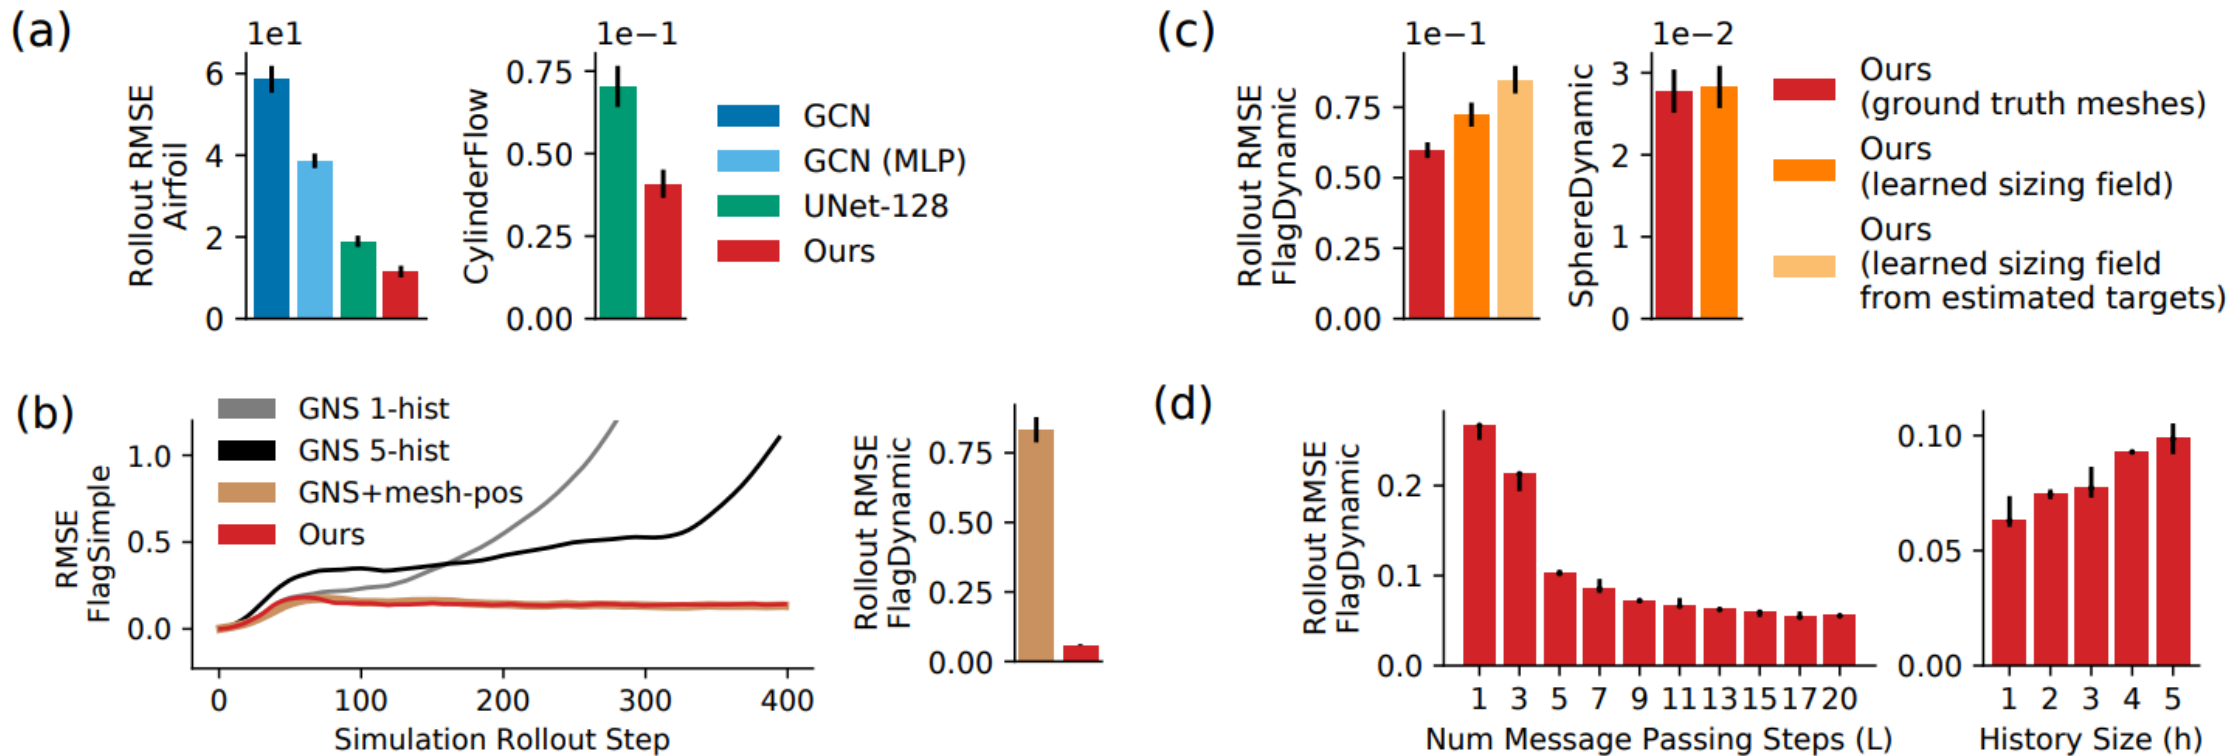 (a)
1e1
Rollout RMSE
Airfoil
6
4
2
0
1e−1
CylinderFlow
0.75
0.50
0.25
0.00
GCN
GCN (MLP)
UNet-128
Ours
(c)
1e−1
Rollout RMSE
FlagDynamic
0.75
0.50
0.25
0.00
1e−2
SphereDynamic
3
2
1
0
Ours
(ground truth meshes)
Ours
(learned sizing field)
Ours
(learned sizing field
from estimated targets)
(b)
GNS 1-hist
GNS 5-hist
GNS+mesh-pos
Ours
RMSE
FlagSimple
1.0
0.5
0.0
0 100 200 300 400
Simulation Rollout Step
Rollout RMSE
FlagDynamic
0.75
0.50
0.25
0.00
(d)
Rollout RMSE
FlagDynamic
0.2
0.1
0.0
1 3 5 7 9 11 13 15 17 20
Num Message Passing Steps (L)
0.10
0.05
0.00
1 2 3 4 5
History Size (h)